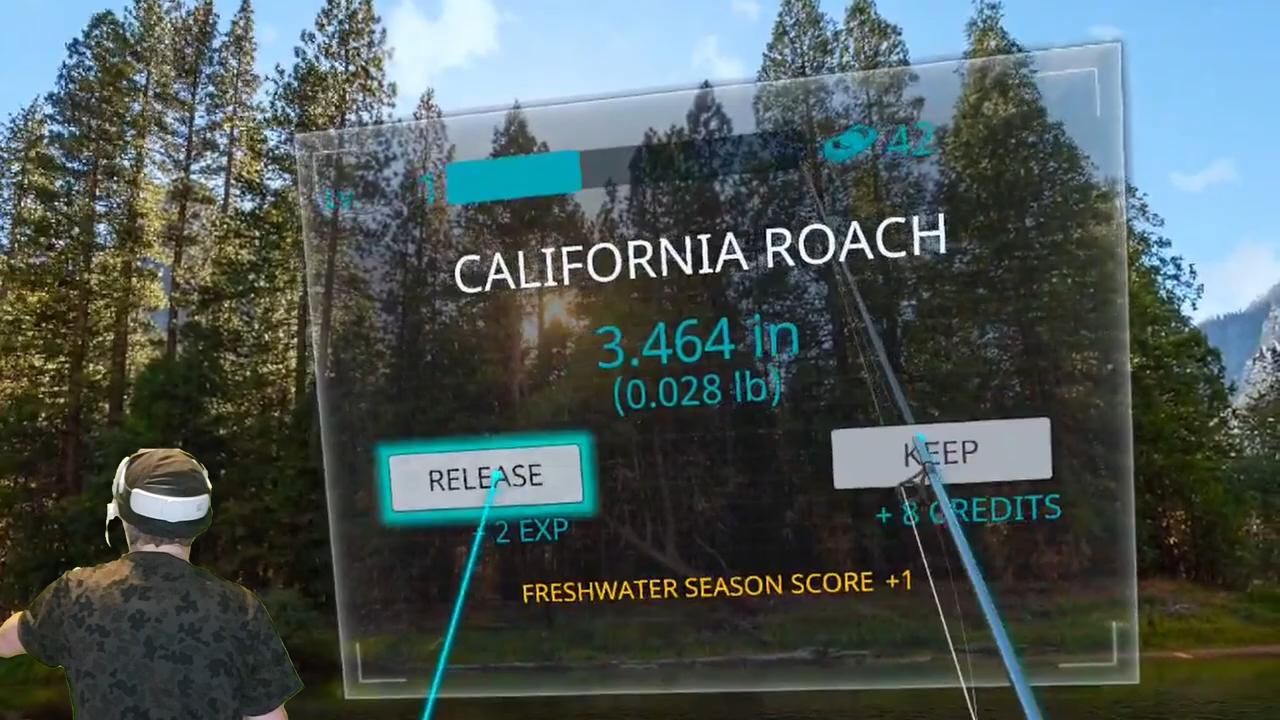 LV 1 42
CALIFORNIA ROACH
3.464 in
(0.028 lb)
RELEASE KEEP
+ 2 EXP + 8 CREDITS
FRESHWATER SEASON SCORE +1